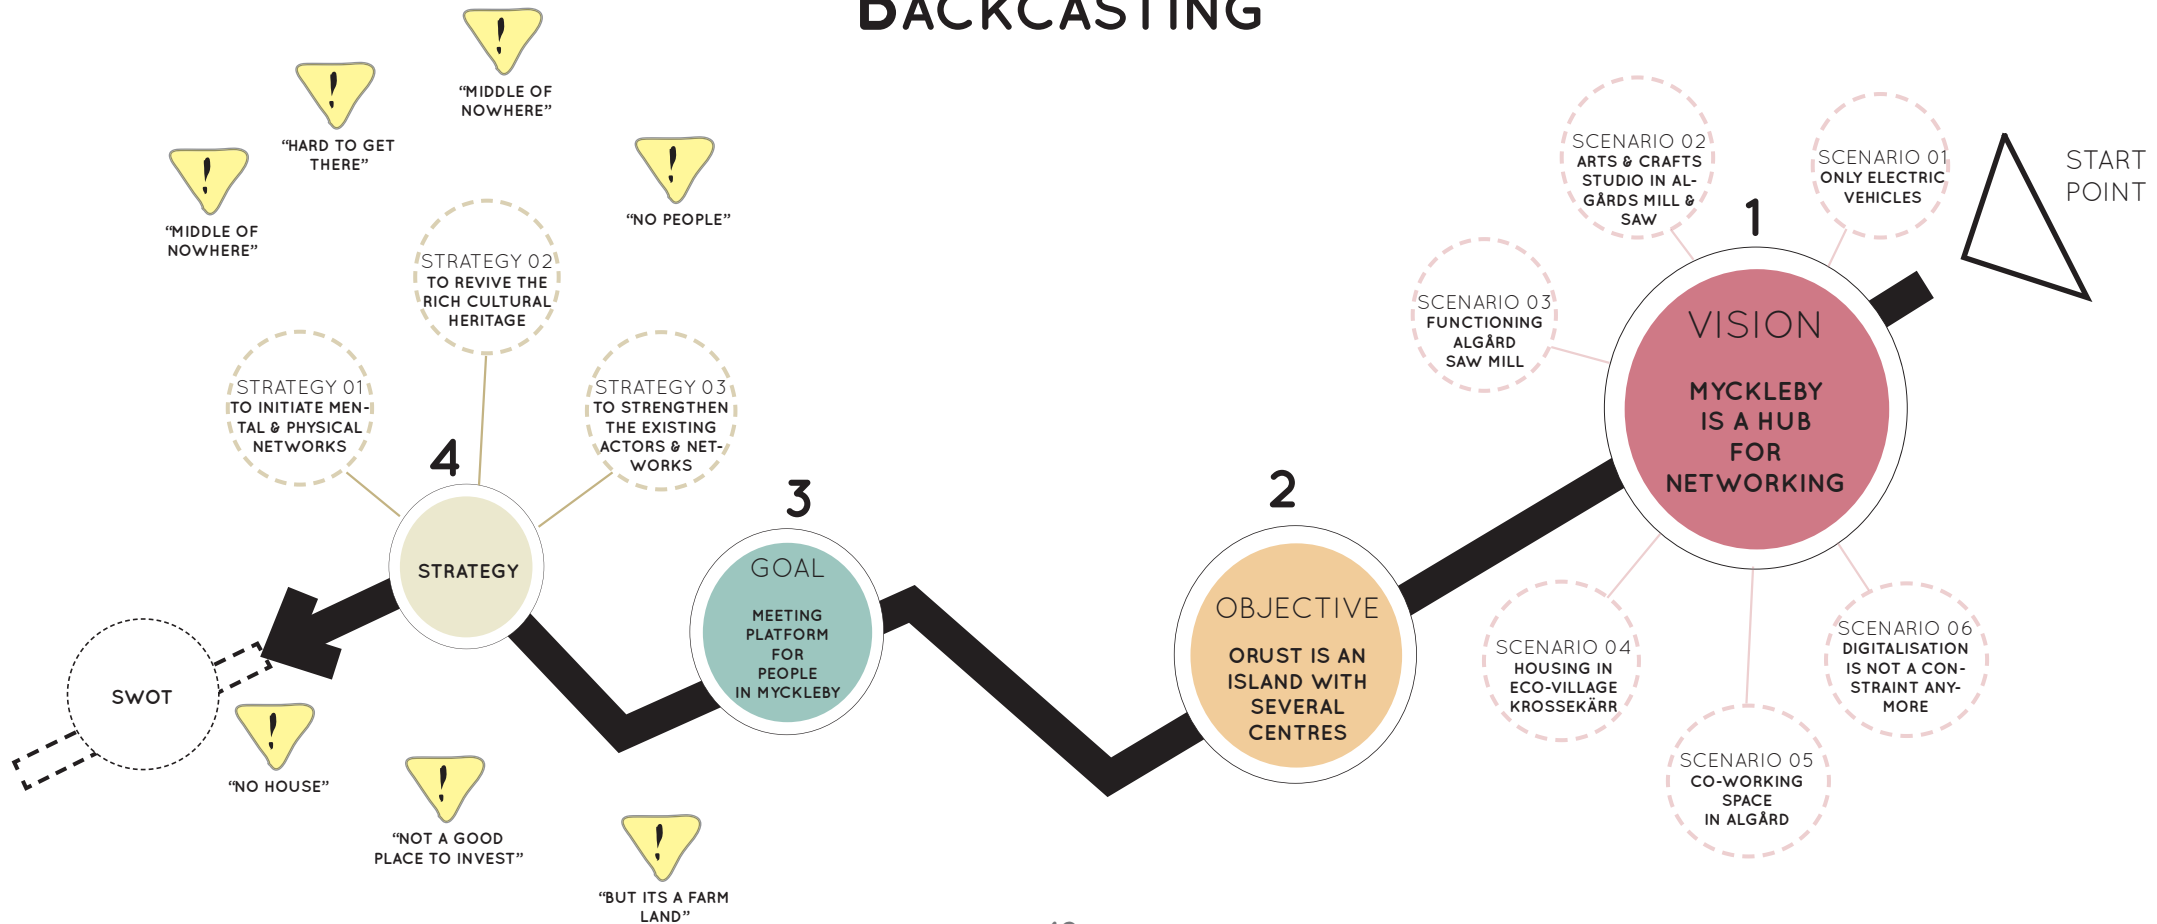 BACKCASTING
“MIDDLE OF
NOWHERE”
“HARD TO GET
THERE”
“MIDDLE OF
NOWHERE”
“NO PEOPLE”
STRATEGY 02
TO REVIVE THE
RICH CULTURAL
HERITAGE
STRATEGY 01
TO INITIATE MEN-
TAL & PHYSICAL
NETWORKS
STRATEGY 03
TO STRENGTHEN
THE EXISTING
ACTORS & NET-
WORKS
4
STRATEGY
SWOT
“NO HOUSE”
“NOT A GOOD
PLACE TO INVEST”
“BUT ITS A FARM
LAND”
3
GOAL
MEETING
PLATFORM
FOR
PEOPLE
IN MYCKLEBY
2
OBJECTIVE
ORUST IS AN
ISLAND WITH
SEVERAL
CENTRES
1
VISION
MYCKLEBY
IS A HUB
FOR
NETWORKING
START
POINT
SCENARIO 01
ONLY ELECTRIC
VEHICLES
SCENARIO 02
ARTS & CRAFTS
STUDIO IN AL-
GÅRDS MILL &
SAW
SCENARIO 03
FUNCTIONING
ALGÅRD
SAW MILL
SCENARIO 04
HOUSING IN
ECO-VILLAGE
KROSSEKÄRR
SCENARIO 05
CO-WORKING
SPACE
IN ALGÅRD
SCENARIO 06
DIGITALISATION
IS NOT A CON-
STRAINT ANY-
MORE